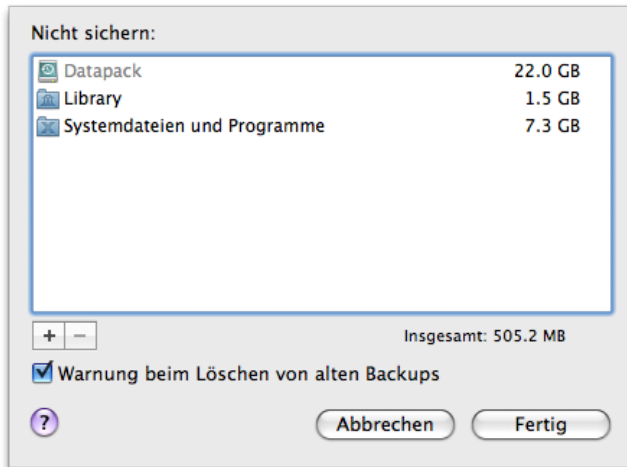 Nicht sichern:
Datapack 22.0 GB
Library 1.5 GB
Systemdateien und Programme 7.3 GB
+ −
Insgesamt: 505.2 MB
Warnung beim Löschen von alten Backups
? Abbrechen Fertig